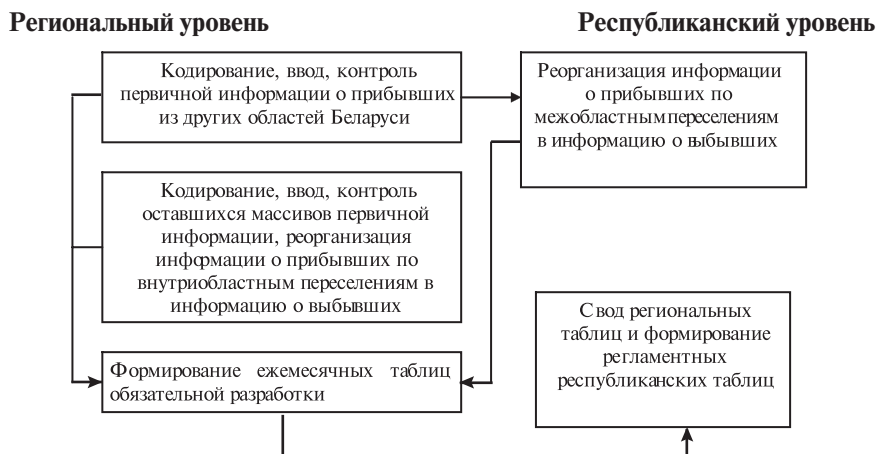 Региональный уровень
Республиканский уровень
Кодирование, ввод, контроль
первичной информации о прибывших
из других областей Беларуси
Реорганизация информации
о прибывших по
межобластным переселениям
в информацию о выбывших
Кодирование, ввод, контроль
оставшихся массивов первичной
информации, реорганизация
информации о прибывших по
внутриобластным переселениям в
информацию о выбывших
Свод региональных
таблиц и формирование
регламентных
республиканских таблиц
Формирование ежемесячных таблиц
обязательной разработки